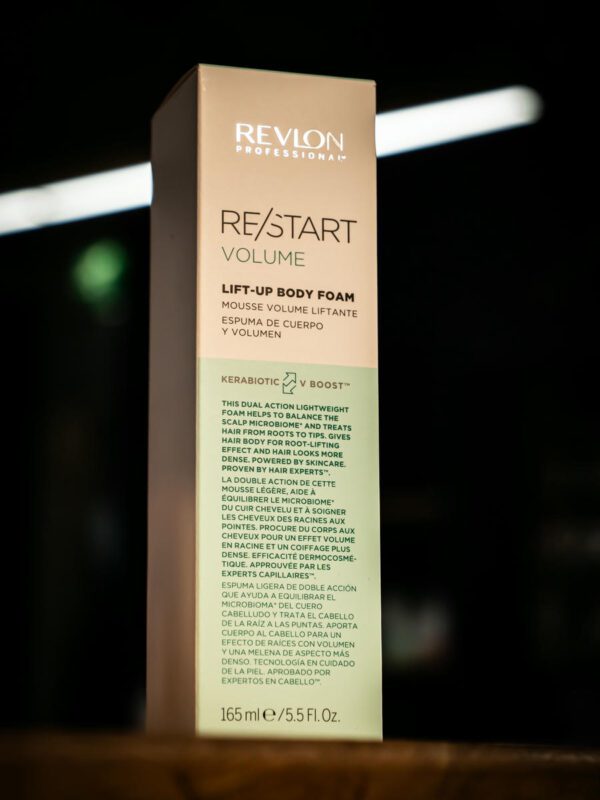 REVLON
PROFESSIONAL™
RE/START
VOLUME
LIFT-UP BODY FOAM
MOUSSE VOLUME LIFTANTE
ESPUMA DE CUERPO
Y VOLUMEN
KERABIOTIC V BOOST™
THIS DUAL ACTION LIGHTWEIGHT
FOAM HELPS TO BALANCE THE
SCALP MICROBIOME* AND TREATS
HAIR FROM ROOTS TO TIPS. GIVES
HAIR BODY FOR ROOT-LIFTING
EFFECT AND HAIR LOOKS MORE
DENSE. POWERED BY SKINCARE.
PROVEN BY HAIR EXPERTS™.
LA DOUBLE ACTION DE CETTE
MOUSSE LÉGÈRE, AIDE À
ÉQUILIBRER LE MICROBIOME*
DU CUIR CHEVELU ET À SOIGNER
LES CHEVEUX DES RACINES AUX
POINTES. PROCURE DU CORPS AUX
CHEVEUX POUR UN EFFET VOLUME
EN RACINE ET UN COIFFAGE PLUS
DENSE. EFFICACITÉ DERMOCOSMÉ-
TIQUE. APPROUVÉE PAR LES
EXPERTS CAPILLAIRES™.
ESPUMA LIGERA DE DOBLE ACCIÓN
QUE AYUDA A EQUILIBRAR EL
MICROBIOMA* DEL CUERO
CABELLUDO Y TRATA EL CABELLO
DE LA RAÍZ A LAS PUNTAS. APORTA
CUERPO AL CABELLO PARA UN
EFECTO DE RAÍCES CON VOLUMEN
Y UNA MELENA DE ASPECTO MÁS
DENSO. TECNOLOGÍA EN CUIDADO
DE LA PIEL. APROBADO POR
EXPERTOS EN CABELLO™.
165 ml ℮/5.5 Fl. Oz.